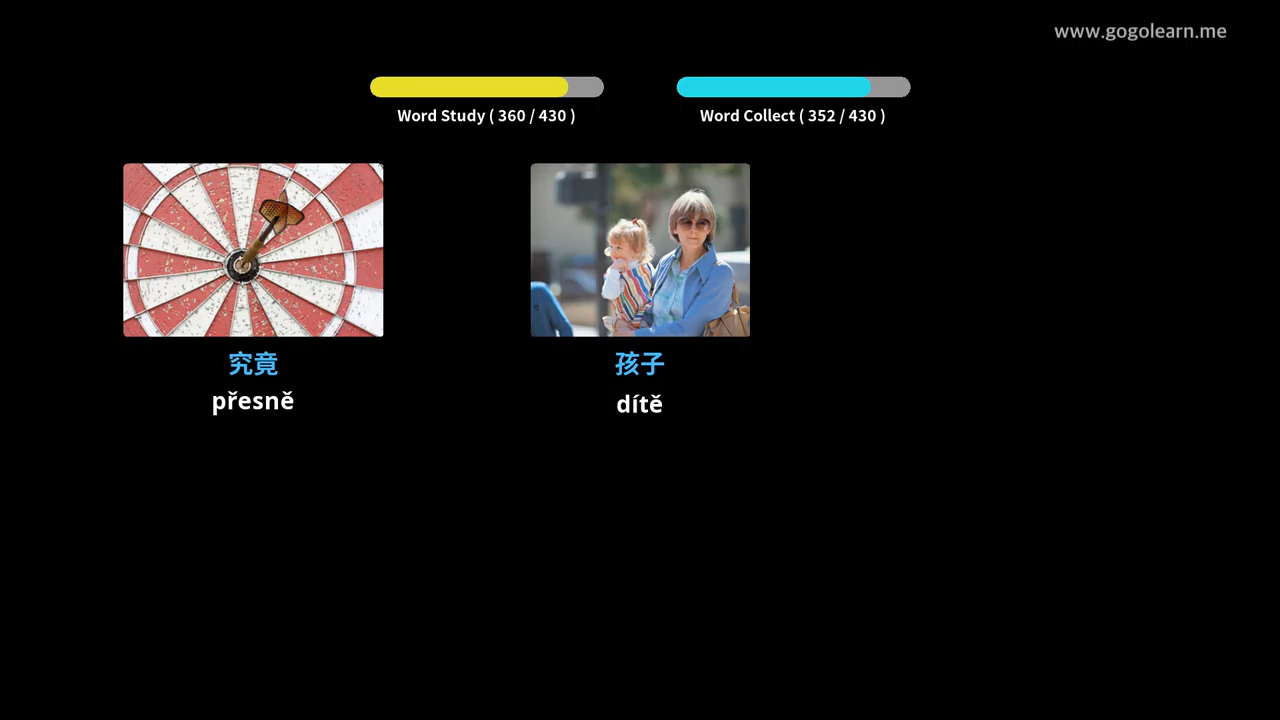 www.gogolearn.me
Word Study ( 360 / 430 )
Word Collect ( 352 / 430 )
究竟
přesně
孩子
dítě